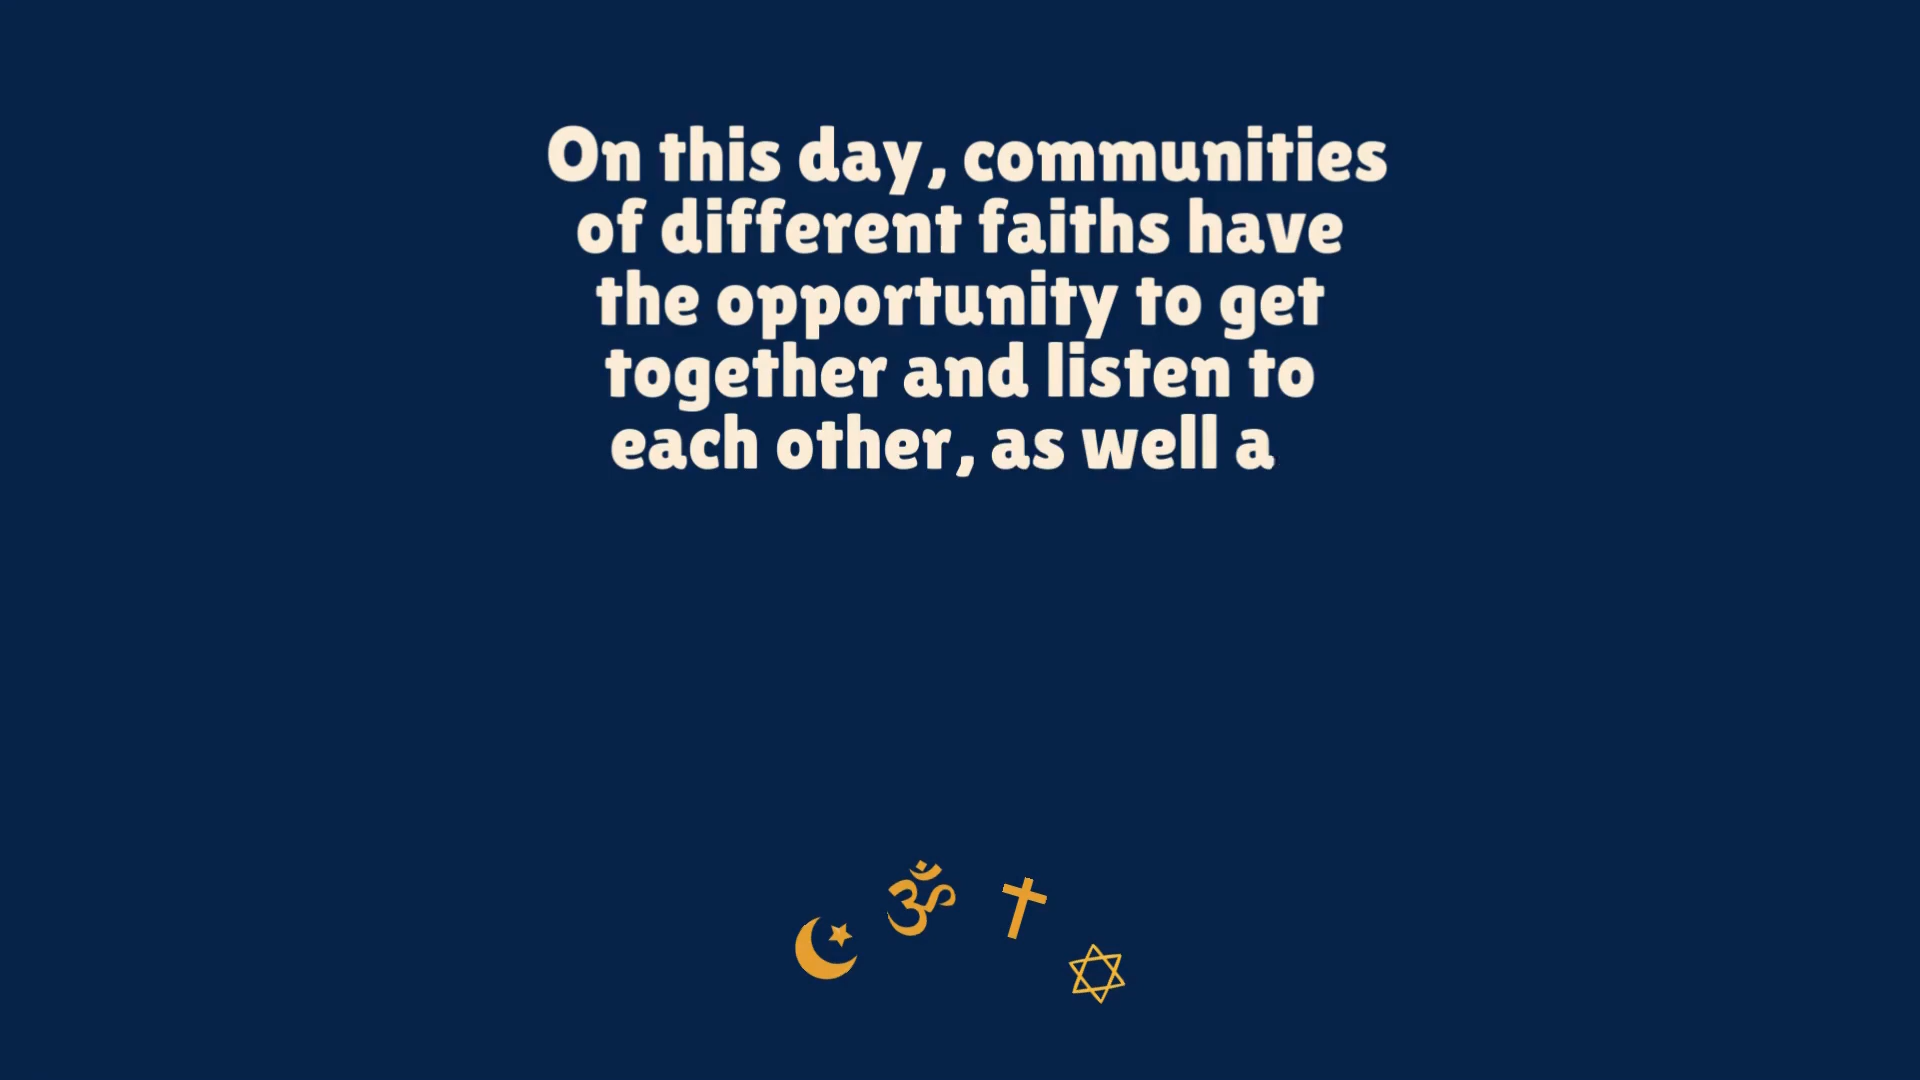 On this day, communities
of different faiths have
the opportunity to get
together and listen to
each other, as well a